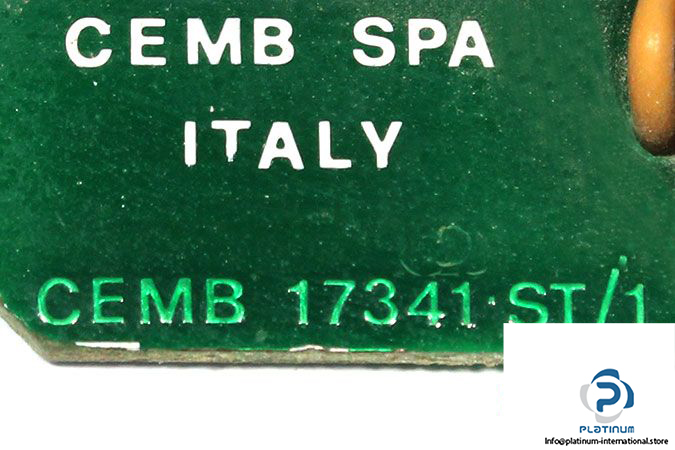 CEMB SPA
ITALY
CEMB 17341·ST/1
PLATINUM
Info@platinum-international.store